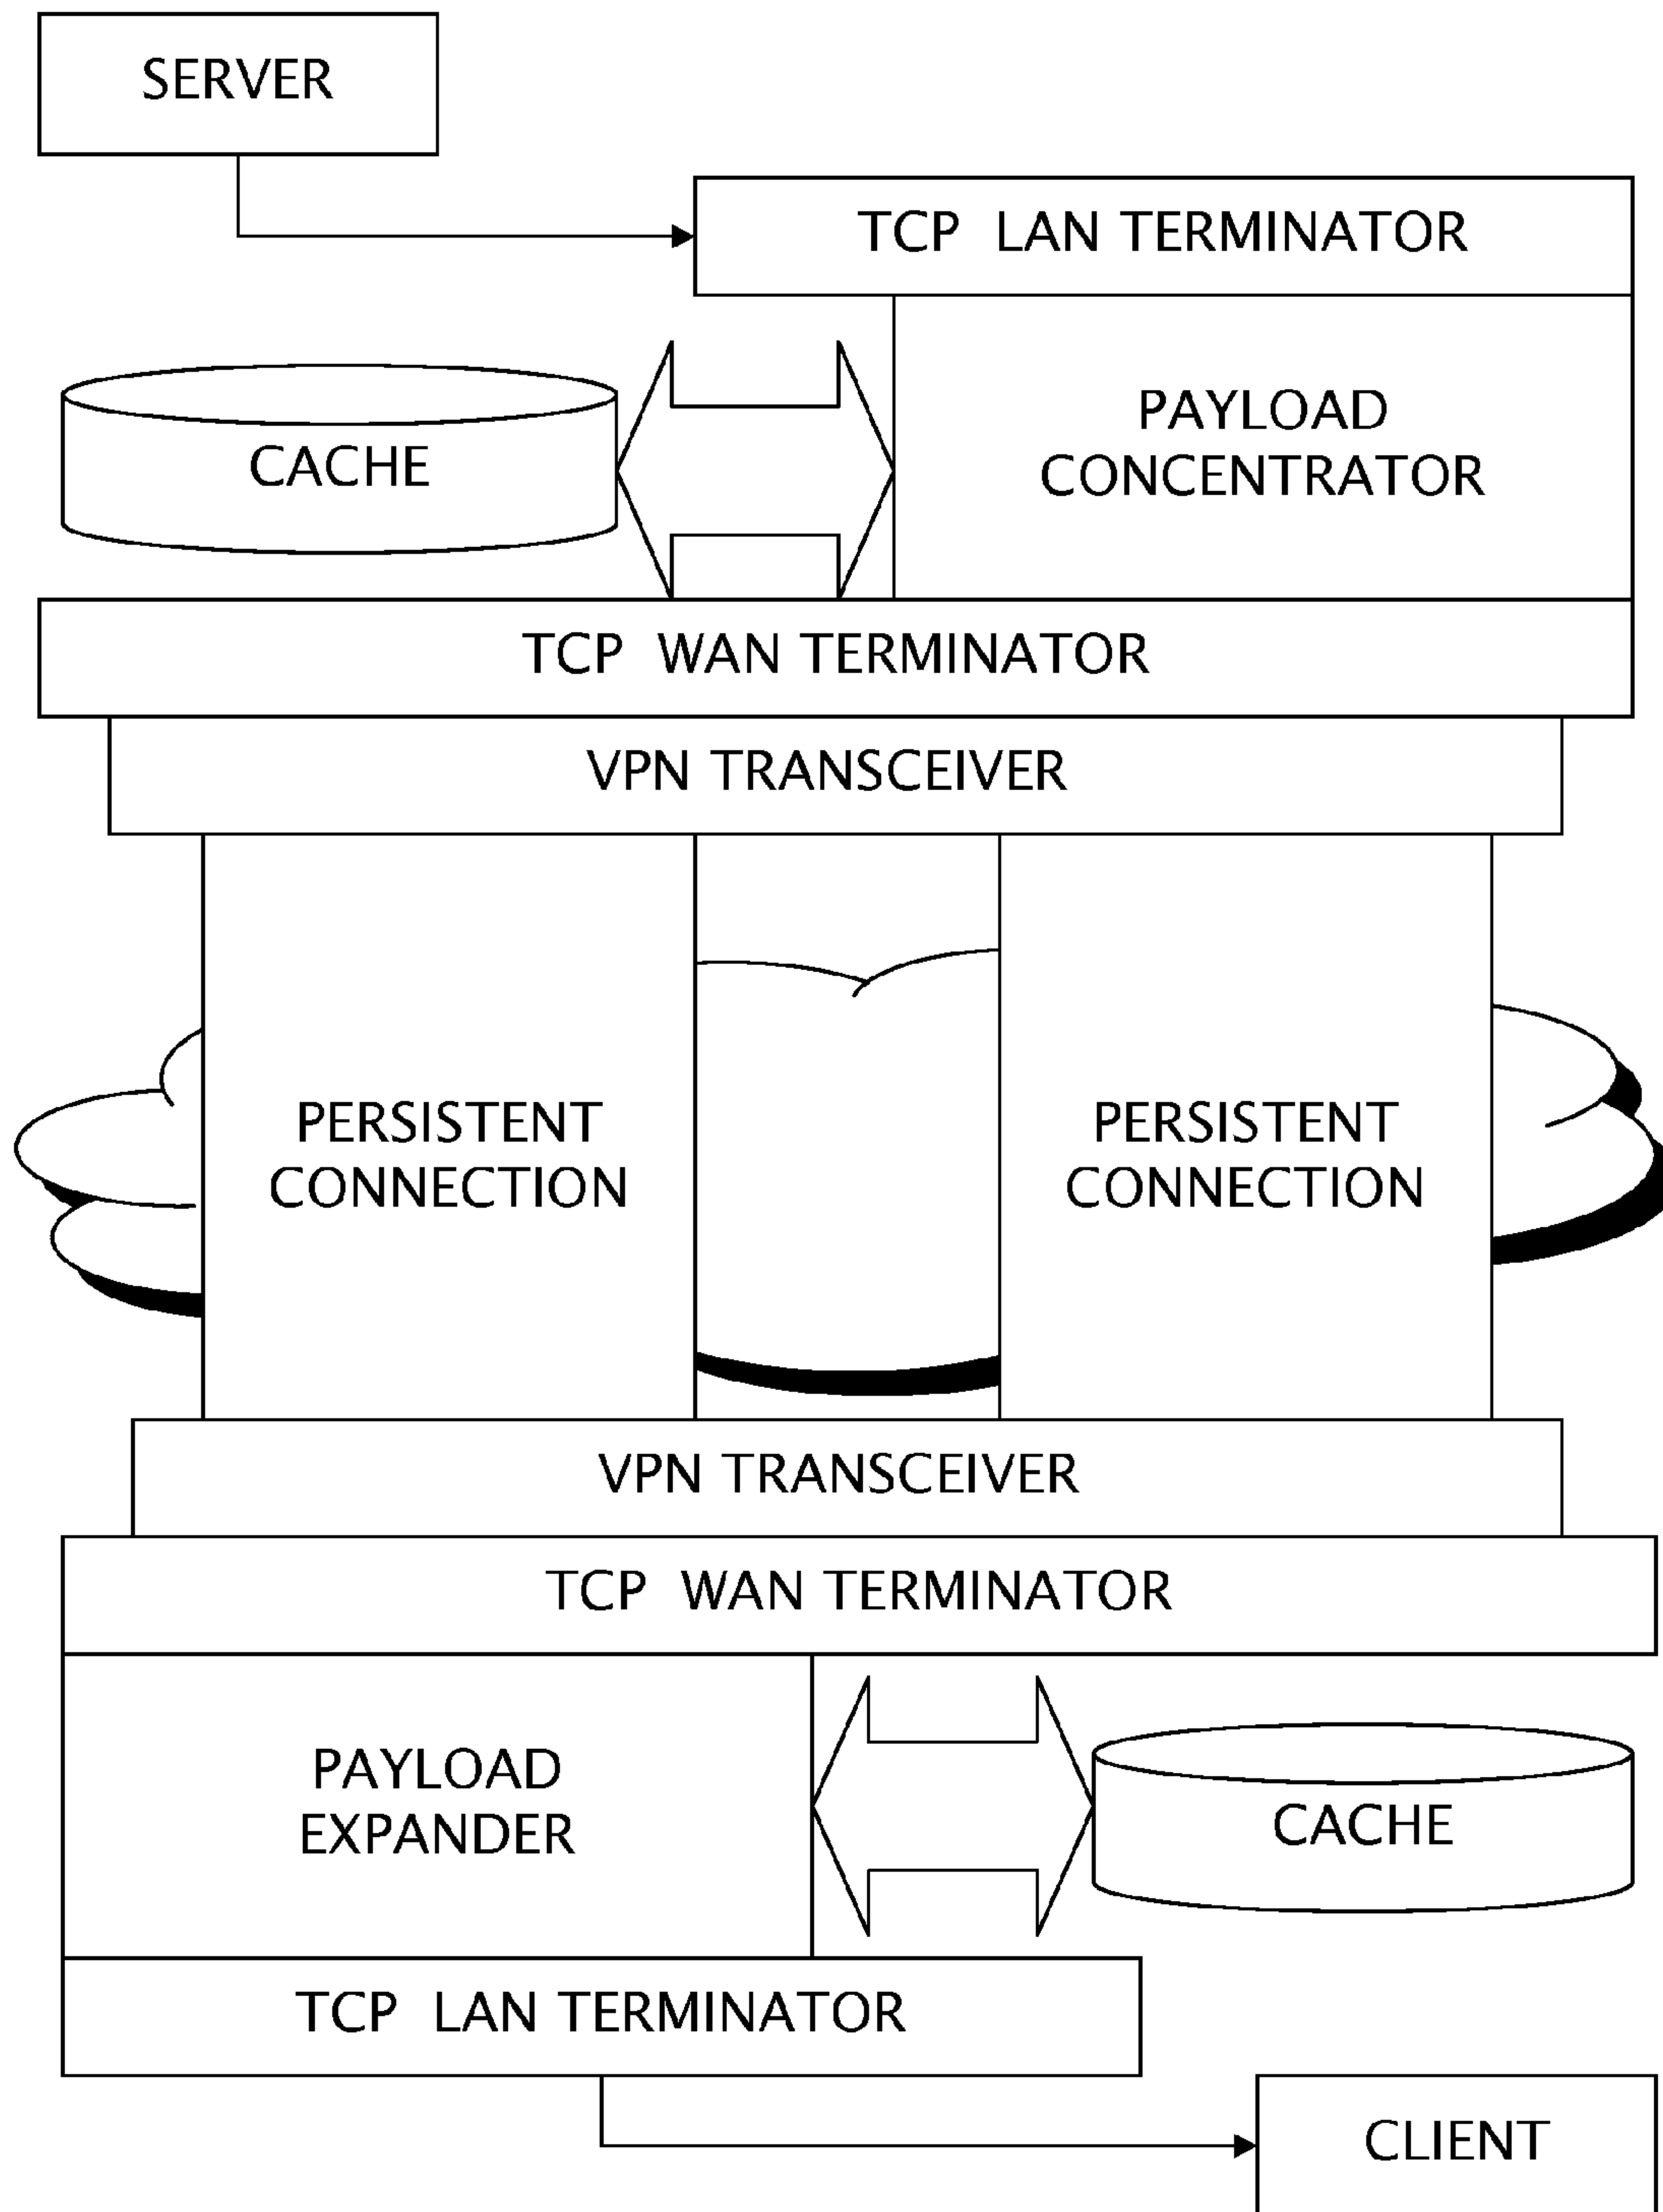 SERVER
TCP LAN TERMINATOR
PAYLOAD
CONCENTRATOR
CACHE
TCP WAN TERMINATOR
VPN TRANSCEIVER
PERSISTENT
CONNECTION
PERSISTENT
CONNECTION
VPN TRANSCEIVER
TCP WAN TERMINATOR
PAYLOAD
EXPANDER
CACHE
TCP LAN TERMINATOR
CLIENT